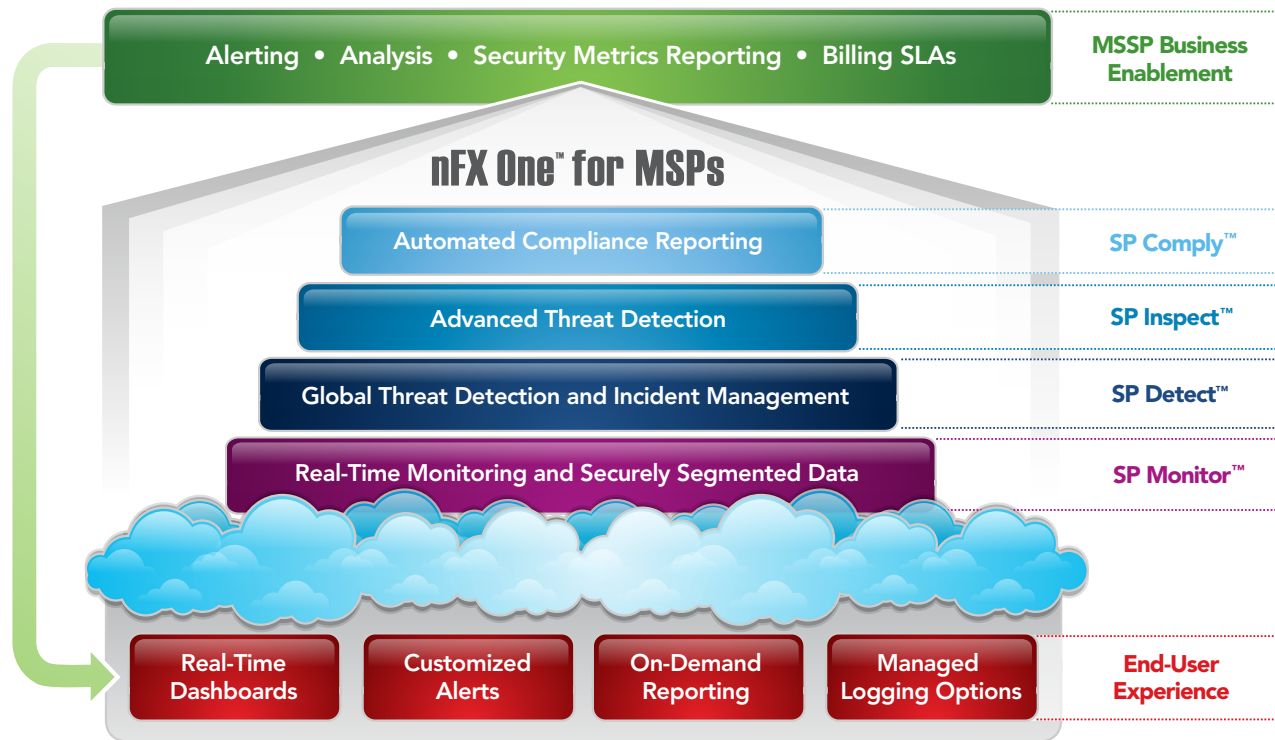 Alerting • Analysis • Security Metrics Reporting • Billing SLAs
MSSP Business
Enablement
nFX One™ for MSPs
Automated Compliance Reporting
SP Comply™
Advanced Threat Detection
SP Inspect™
Global Threat Detection and Incident Management
SP Detect™
Real-Time Monitoring and Securely Segmented Data
SP Monitor™
Real-Time
Dashboards
Customized
Alerts
On-Demand
Reporting
Managed
Logging Options
End-User
Experience